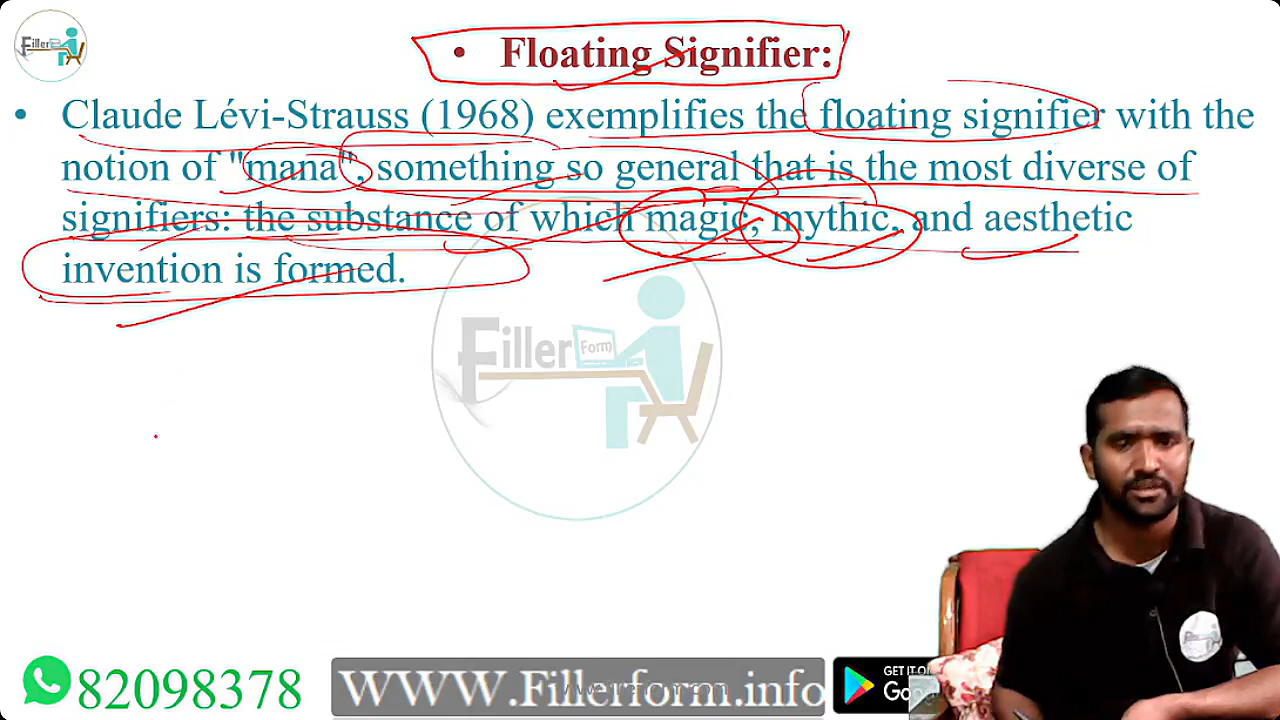 Filler
• Floating Signifier:
• Claude Lévi-Strauss (1968) exemplifies the floating signifier with the
notion of "mana", something so general that is the most diverse of
signifiers: the substance of which magic, mythic, and aesthetic
invention is formed.
Filler Form
82098378
WWW.Fillerform.info
GET IT ON